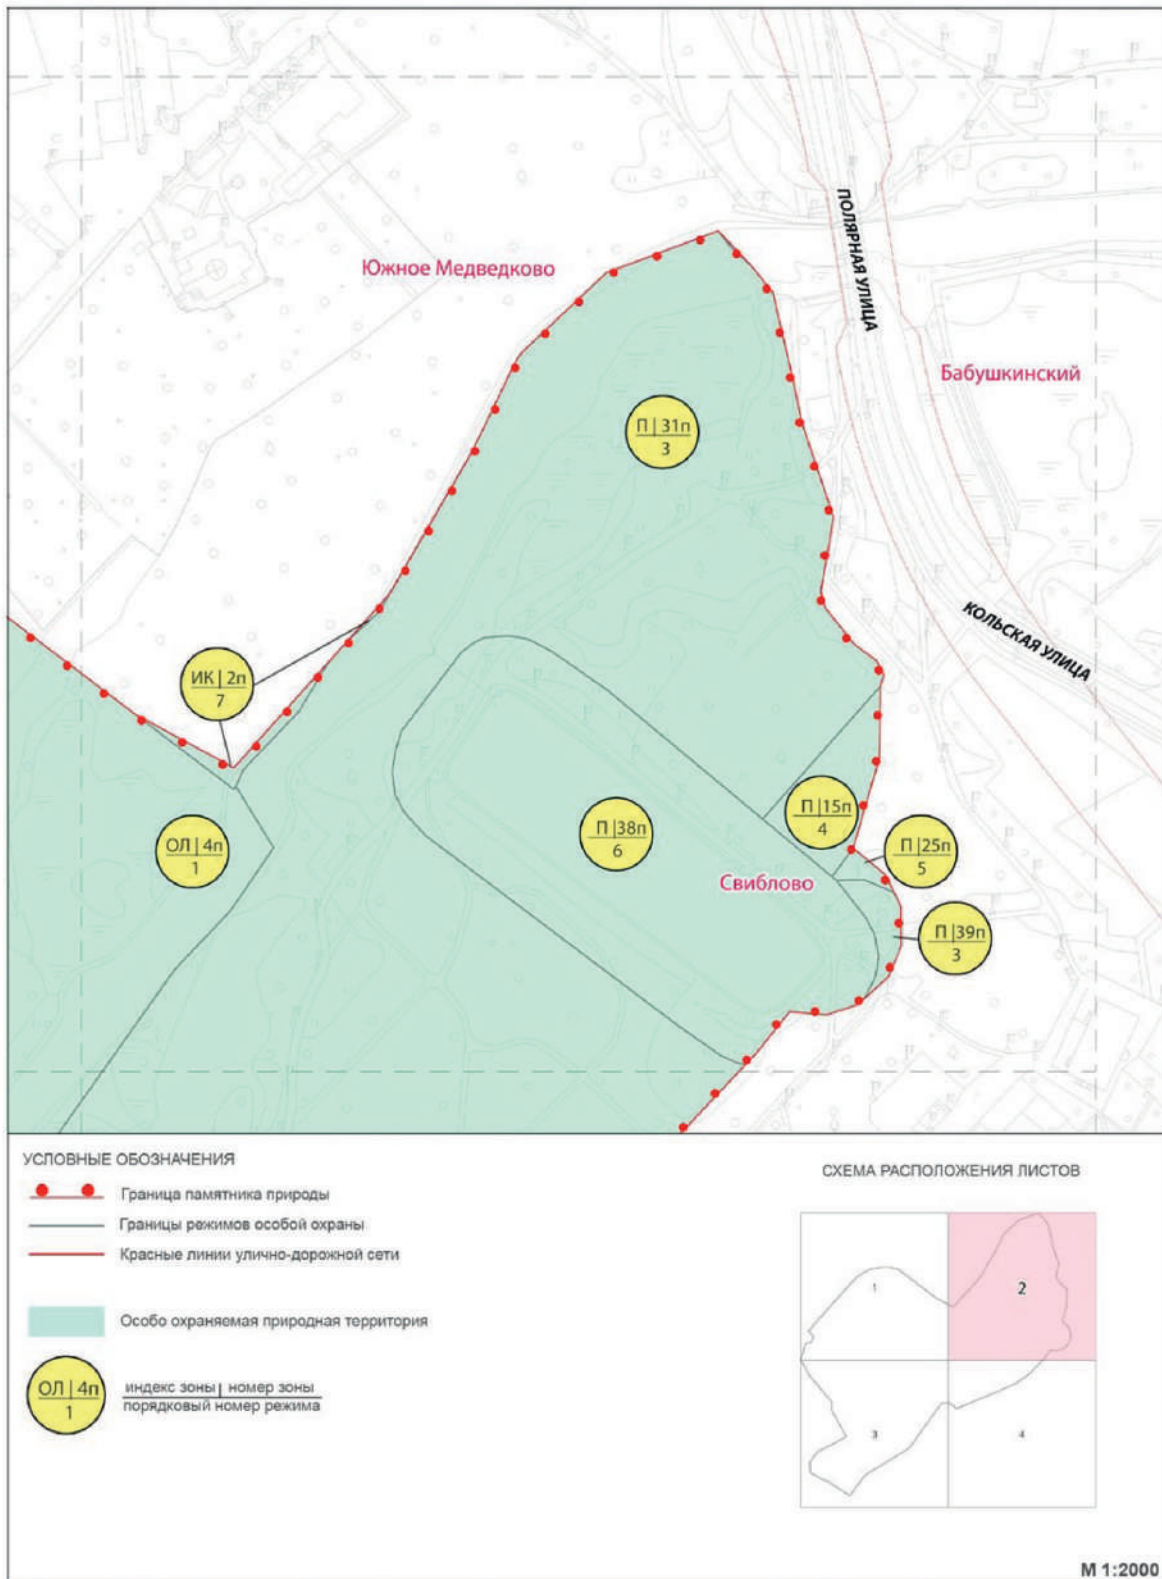 ПОЛЯРНАЯ УЛИЦА
Южное Медведково
Бабушкинский
П | 31п
3
КОЛЬСКАЯ УЛИЦА
ИК | 2п
7
П |15п
4
П |38п
6
ОЛ | 4п
1
П |25п
5
Свиблово
П |39п
3
УСЛОВНЫЕ ОБОЗНАЧЕНИЯ
Граница памятника природы
Границы режимов особой охраны
Красные линии улично-дорожной сети
Особо охраняемая природная территория
ОЛ | 4п
1
индекс зоны | номер зоны
порядковый номер режима
СХЕМА РАСПОЛОЖЕНИЯ ЛИСТОВ
1
2
3
4
М 1:2000